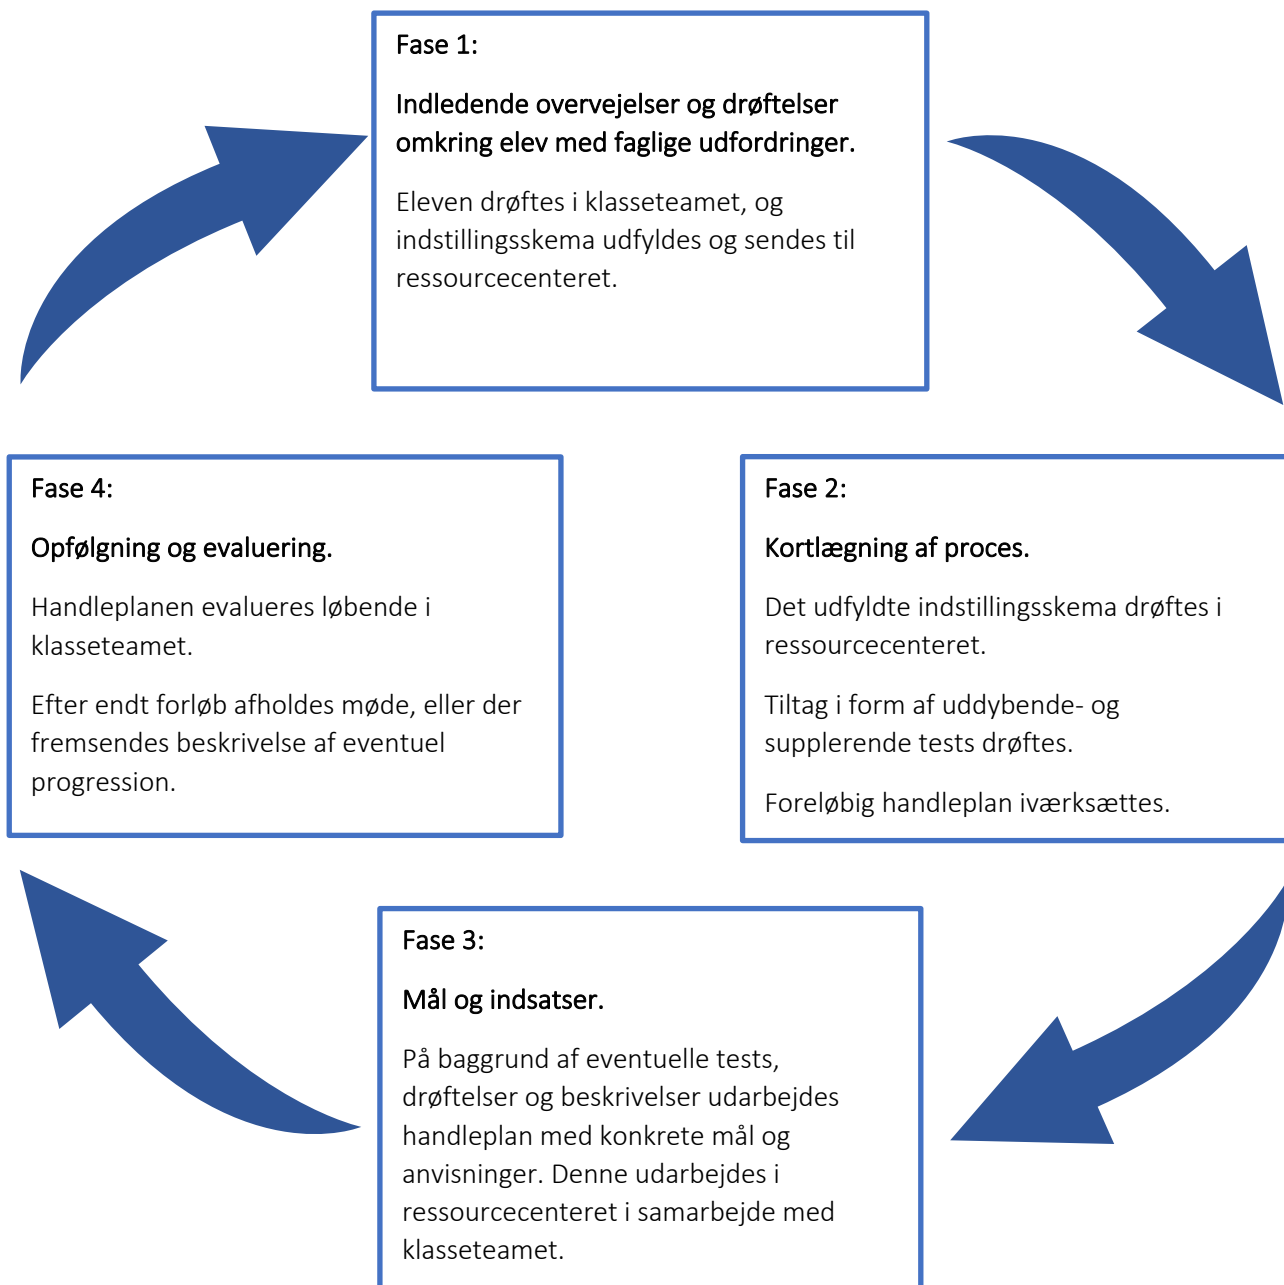 Fase 1:
Indledende overvejelser og drøftelser
omkring elev med faglige udfordringer.
Eleven drøftes i klasseteamet, og
indstillingsskema udfyldes og sendes til
ressourcecenteret.
Fase 2:
Kortlægning af proces.
Det udfyldte indstillingsskema drøftes i
ressourcecenteret.
Tiltag i form af uddybende- og
supplerende tests drøftes.
Foreløbig handleplan iværksættes.
Fase 3:
Mål og indsatser.
På baggrund af eventuelle tests,
drøftelser og beskrivelser udarbejdes
handleplan med konkrete mål og
anvisninger. Denne udarbejdes i
ressourcecenteret i samarbejde med
klasseteamet.
Fase 4:
Opfølgning og evaluering.
Handleplanen evalueres løbende i
klasseteamet.
Efter endt forløb afholdes møde, eller der
fremsendes beskrivelse af eventuel
progression.